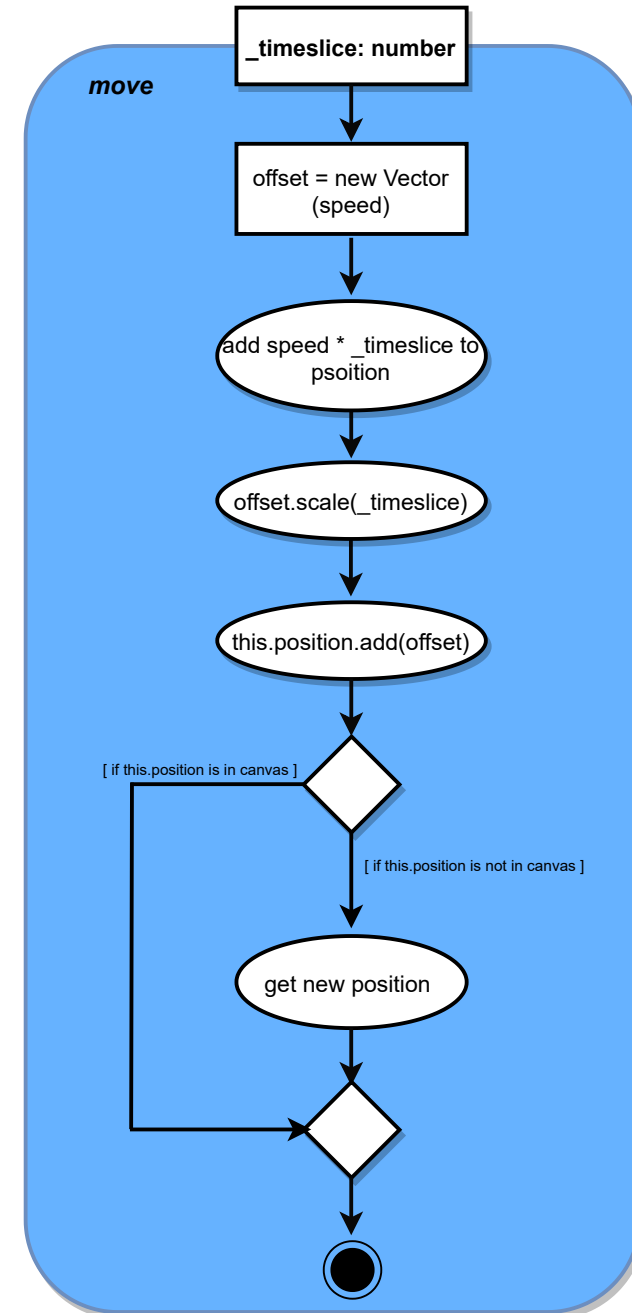 _timeslice: number
move
offset = new Vector
(speed)
add speed * _timeslice to
psoition
offset.scale(_timeslice)
this.position.add(offset)
[ if this.position is in canvas ]
[ if this.position is not in canvas ]
get new position